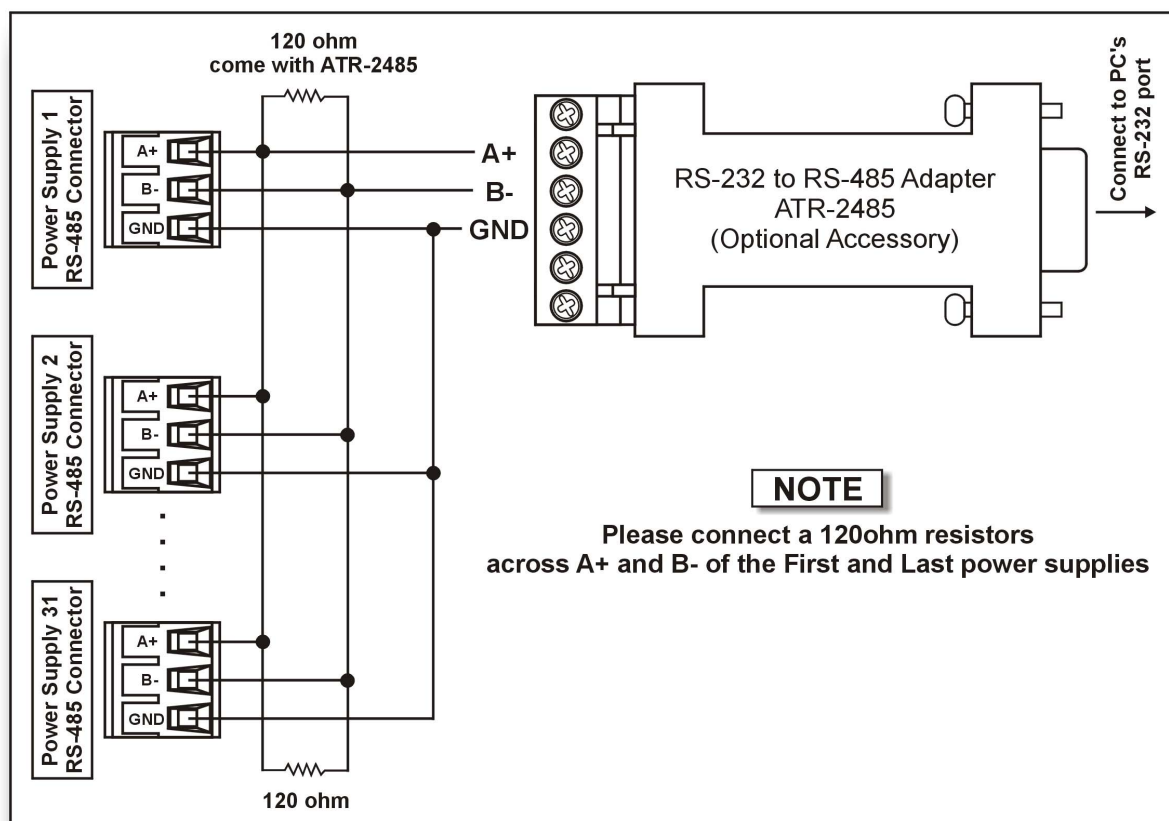 120 ohm
come with ATR-2485
Power Supply 1
RS-485 Connector
A+
B-
GND
A+
B-
GND
RS-232 to RS-485 Adapter
ATR-2485
(Optional Accessory)
Connect to PC's
RS-232 port
Power Supply 2
RS-485 Connector
A+
B-
GND
NOTE
Please connect a 120ohm resistors
across A+ and B- of the First and Last power supplies
Power Supply 31
RS-485 Connector
A+
B-
GND
120 ohm